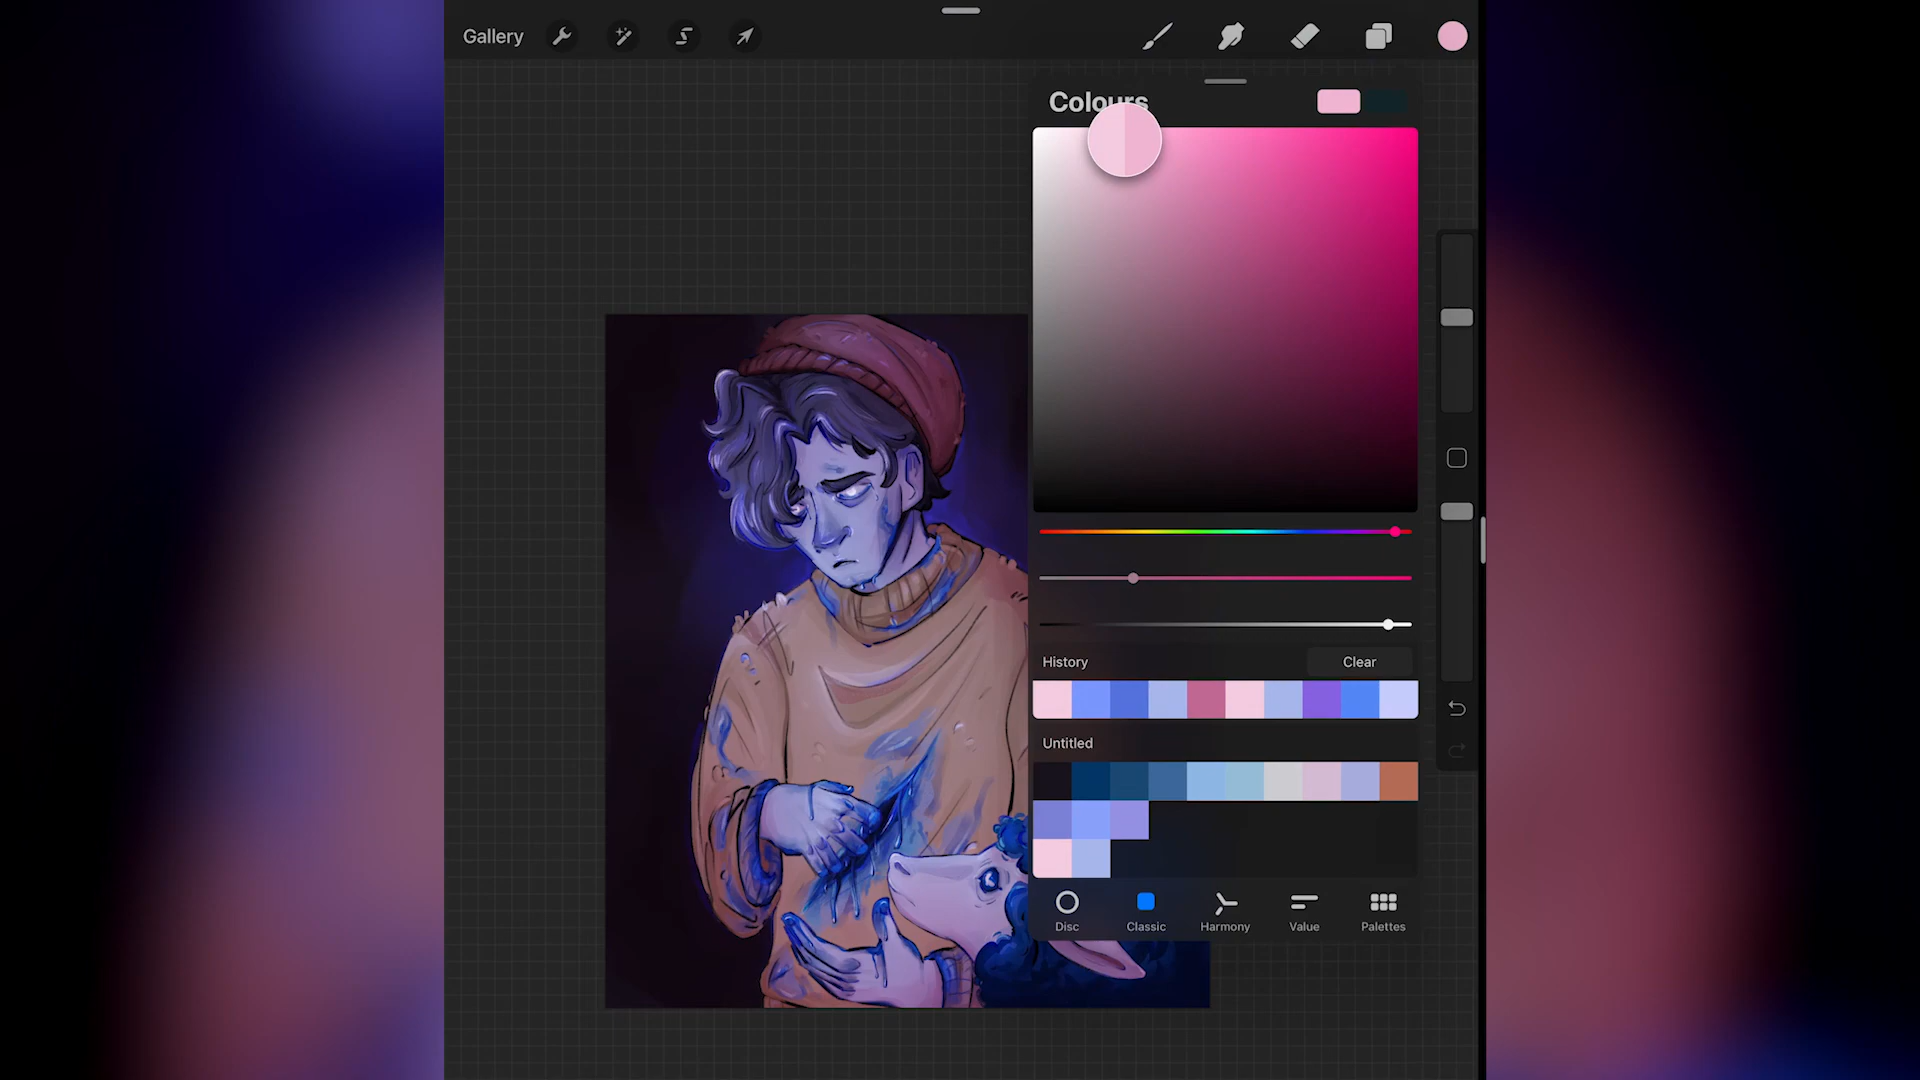 Gallery
Colours
History
Clear
Untitled
Disc
Classic
Harmony
Value
Palettes